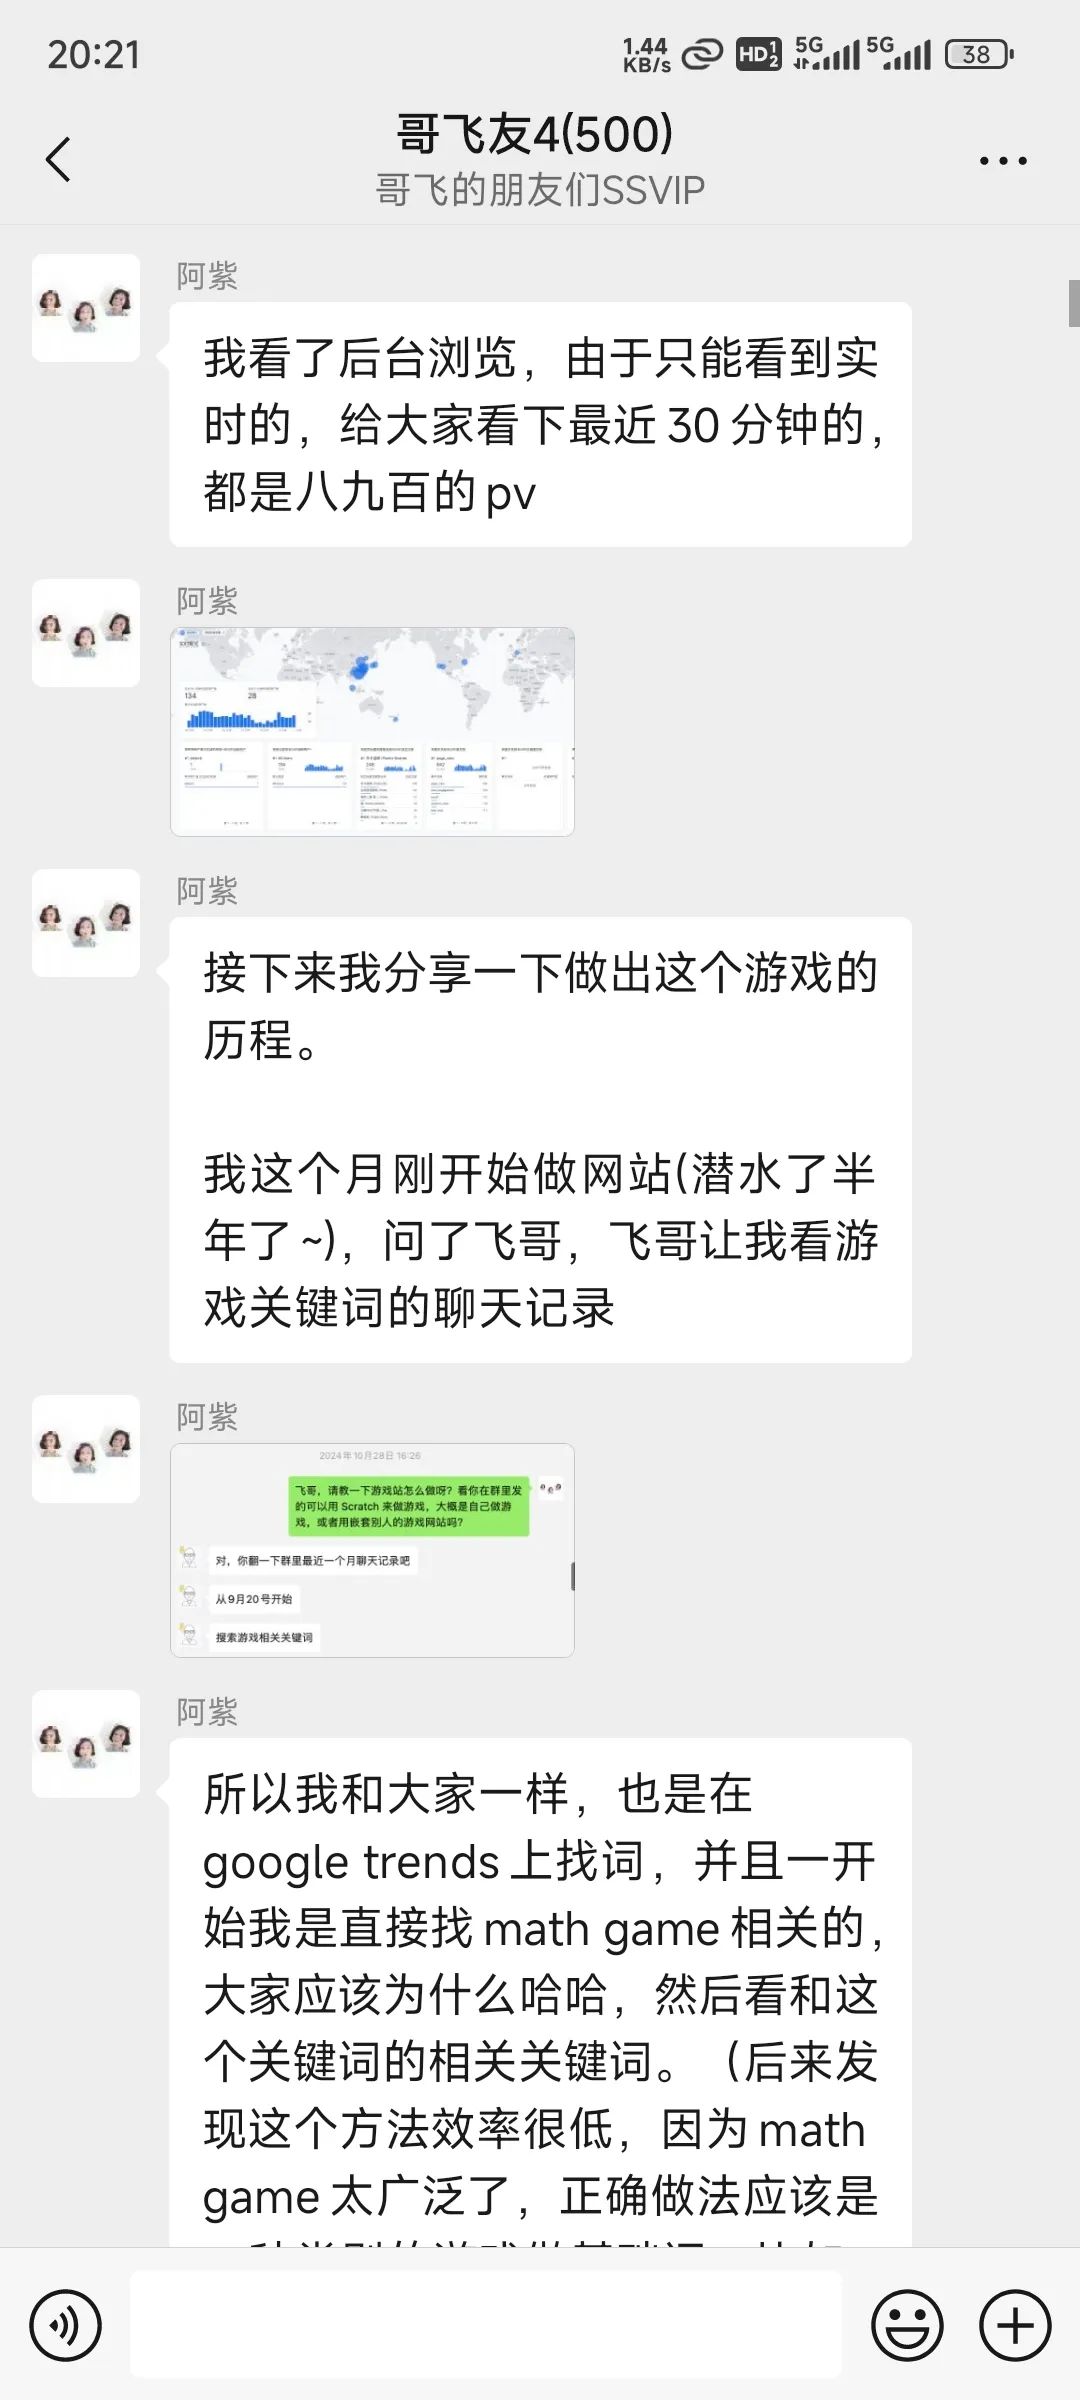 20:21
1.44
KB/s
HD 1 2
5G
5G
38
哥飞友4(500)
哥飞的朋友们SSVIP
阿紫
我看了后台浏览，由于只能看到实
时的，给大家看下最近 30 分钟的，
都是八九百的 pv
阿紫
134
28
阿紫
接下来我分享一下做出这个游戏的
历程。
我这个月刚开始做网站(潜水了半
年了 ~)，问了飞哥，飞哥让我看游
戏关键词的聊天记录
阿紫
2024年10月28日 16:26
飞哥，请教一下游戏站怎么做呀？看你在群里发
的可以用 Scratch 来做游戏，大概是自己做游
戏，或者用嵌套别人的游戏网站吗？
对，你翻一下群里最近一个月聊天记录吧
从9月20号开始
搜索游戏相关关键词
阿紫
所以我和大家一样，也是在
google trends 上找词，并且一开
始我是直接找 math game 相关的，
大家应该为什么哈哈，然后看和这
个关键词的相关关键词。（后来发
现这个方法效率很低，因为 math
game 太广泛了，正确做法应该是